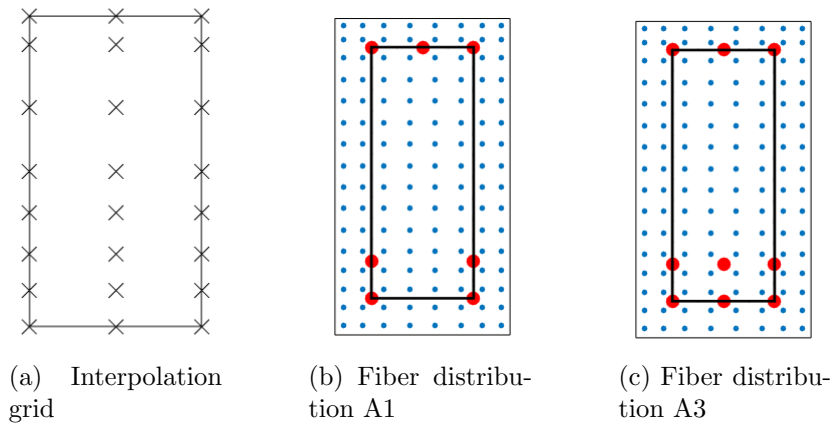 (a) Interpolation
grid
(b) Fiber distribu-
tion A1
(c) Fiber distribu-
tion A3